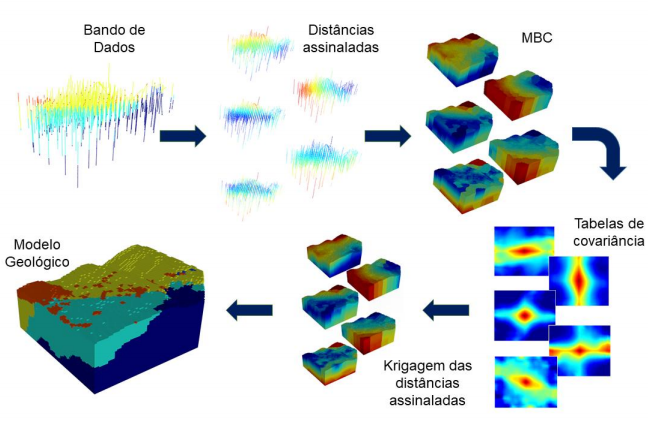 Bando de
Dados
Distâncias
assinaladas
MBC
Tabelas de
covariância
Krigagem das
distâncias
assinaladas
Modelo
Geológico